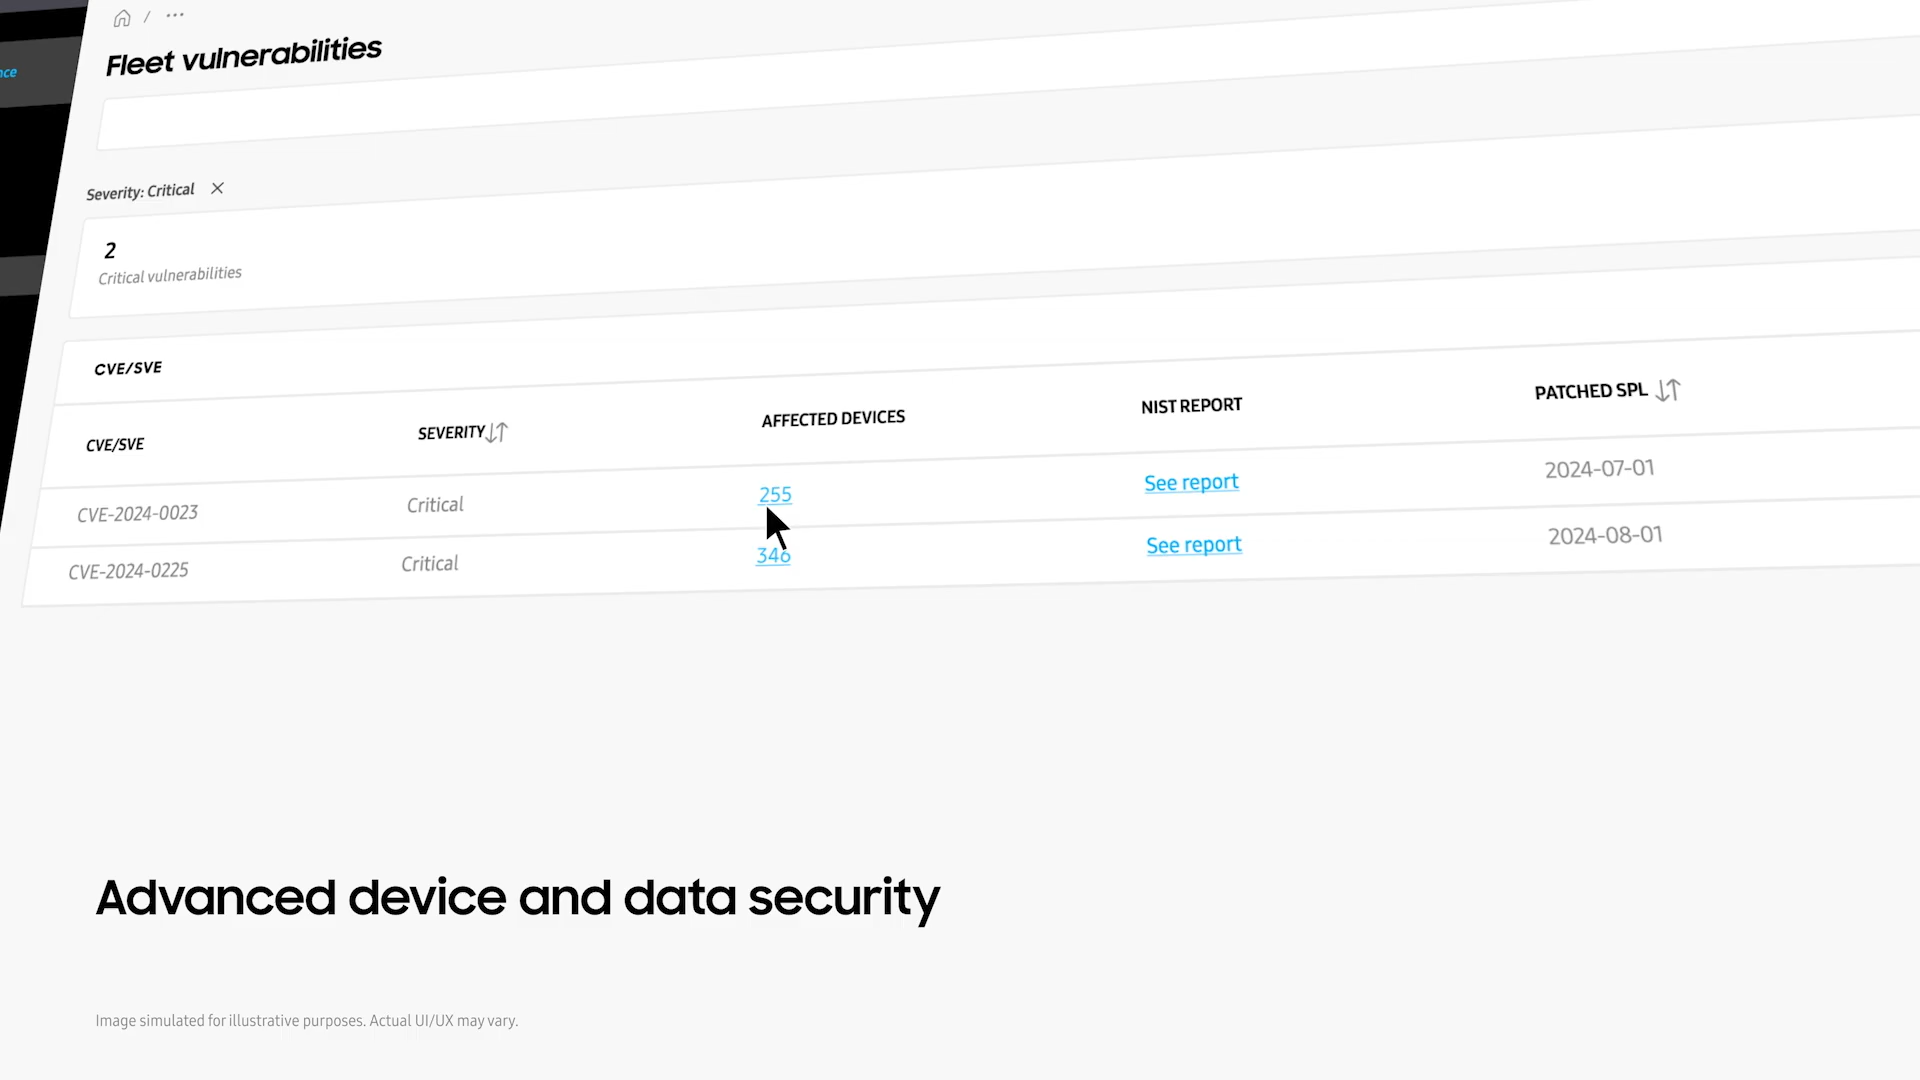 nce
/ ...
Fleet vulnerabilities
Severity: Critical ×
2
Critical vulnerabilities
CVE/SVE
CVE/SVE SEVERITY AFFECTED DEVICES NIST REPORT PATCHED SPL
CVE-2024-0023 Critical 255 See report 2024-07-01
CVE-2024-0225 Critical 346 See report 2024-08-01
Advanced device and data security
Image simulated for illustrative purposes. Actual UI/UX may vary.